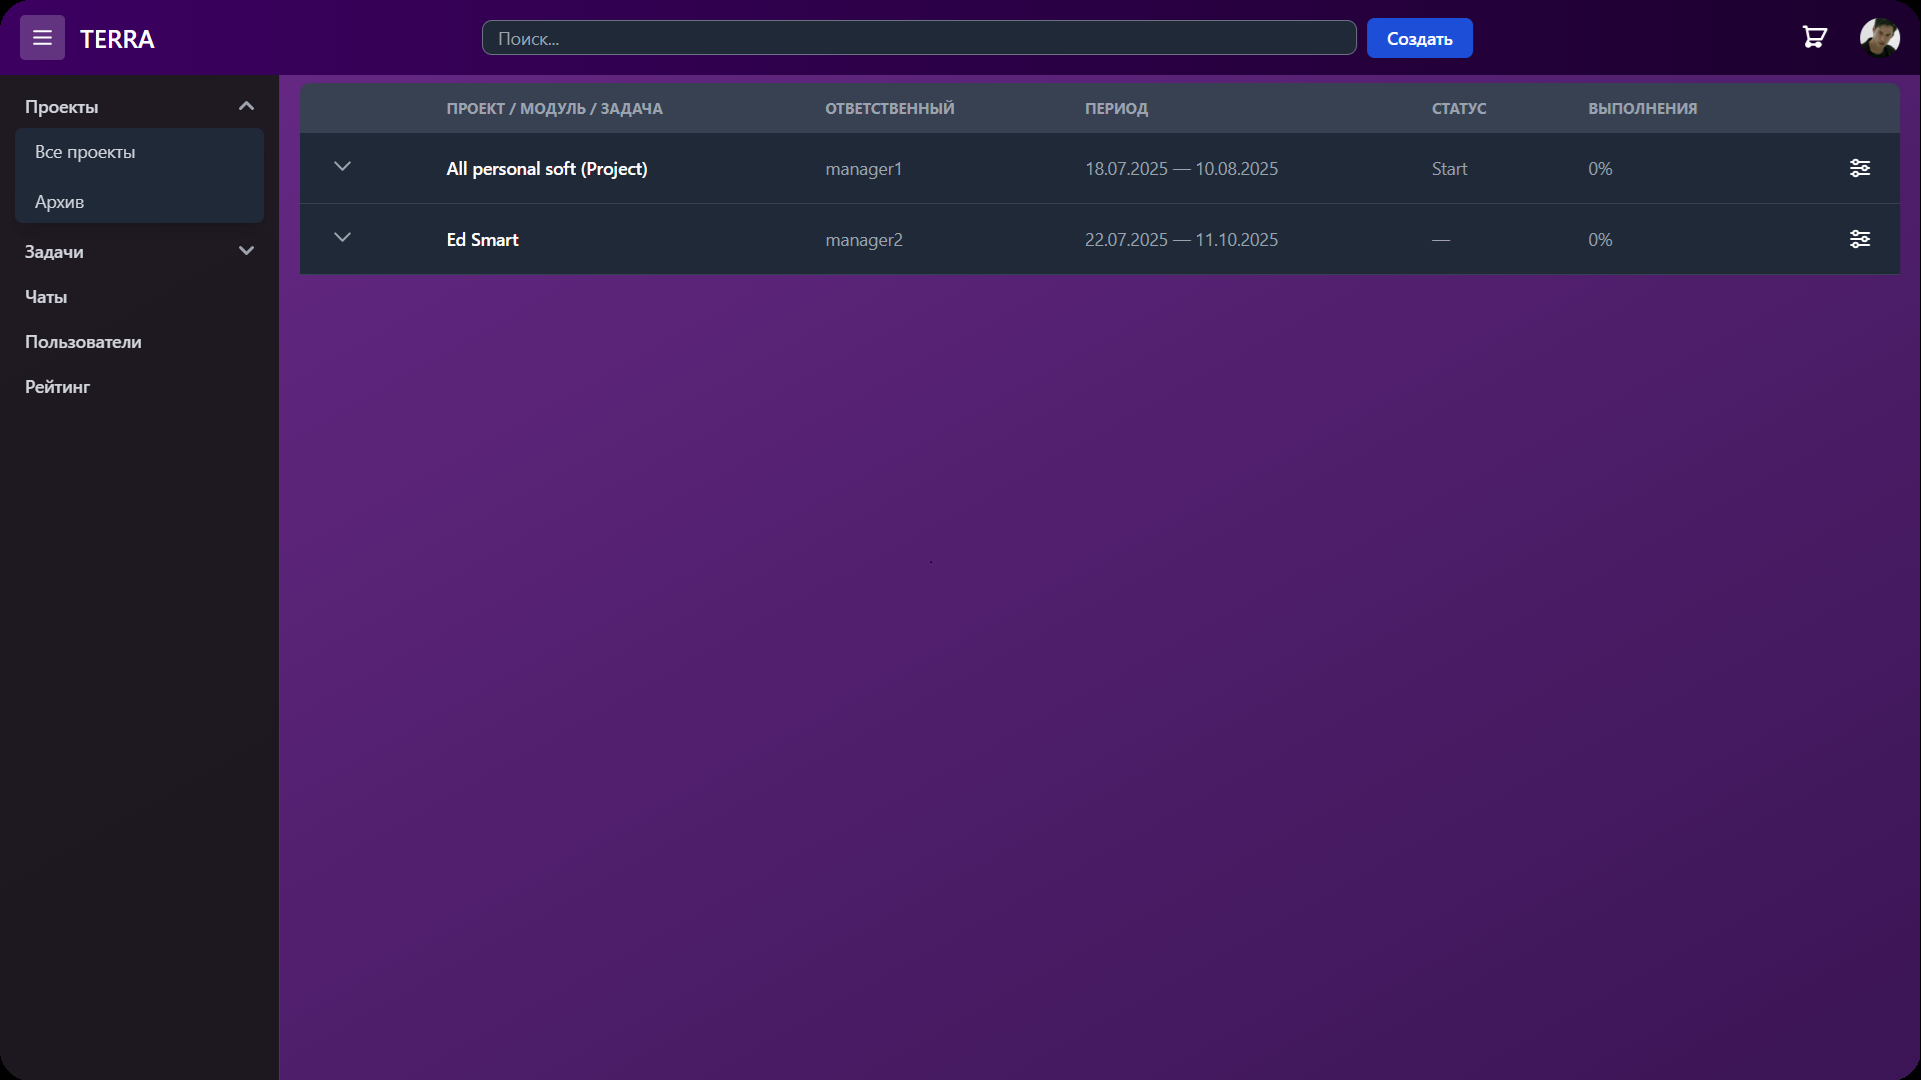 TERRA
Поиск...
Создать
Проекты
Все проекты
Архив
Задачи
Чаты
Пользователи
Рейтинг
ПРОЕКТ / МОДУЛЬ / ЗАДАЧА ОТВЕТСТВЕННЫЙ ПЕРИОД СТАТУС ВЫПОЛНЕНИЯ
All personal soft (Project) manager1 18.07.2025 — 10.08.2025 Start 0%
Ed Smart manager2 22.07.2025 — 11.10.2025 — 0%